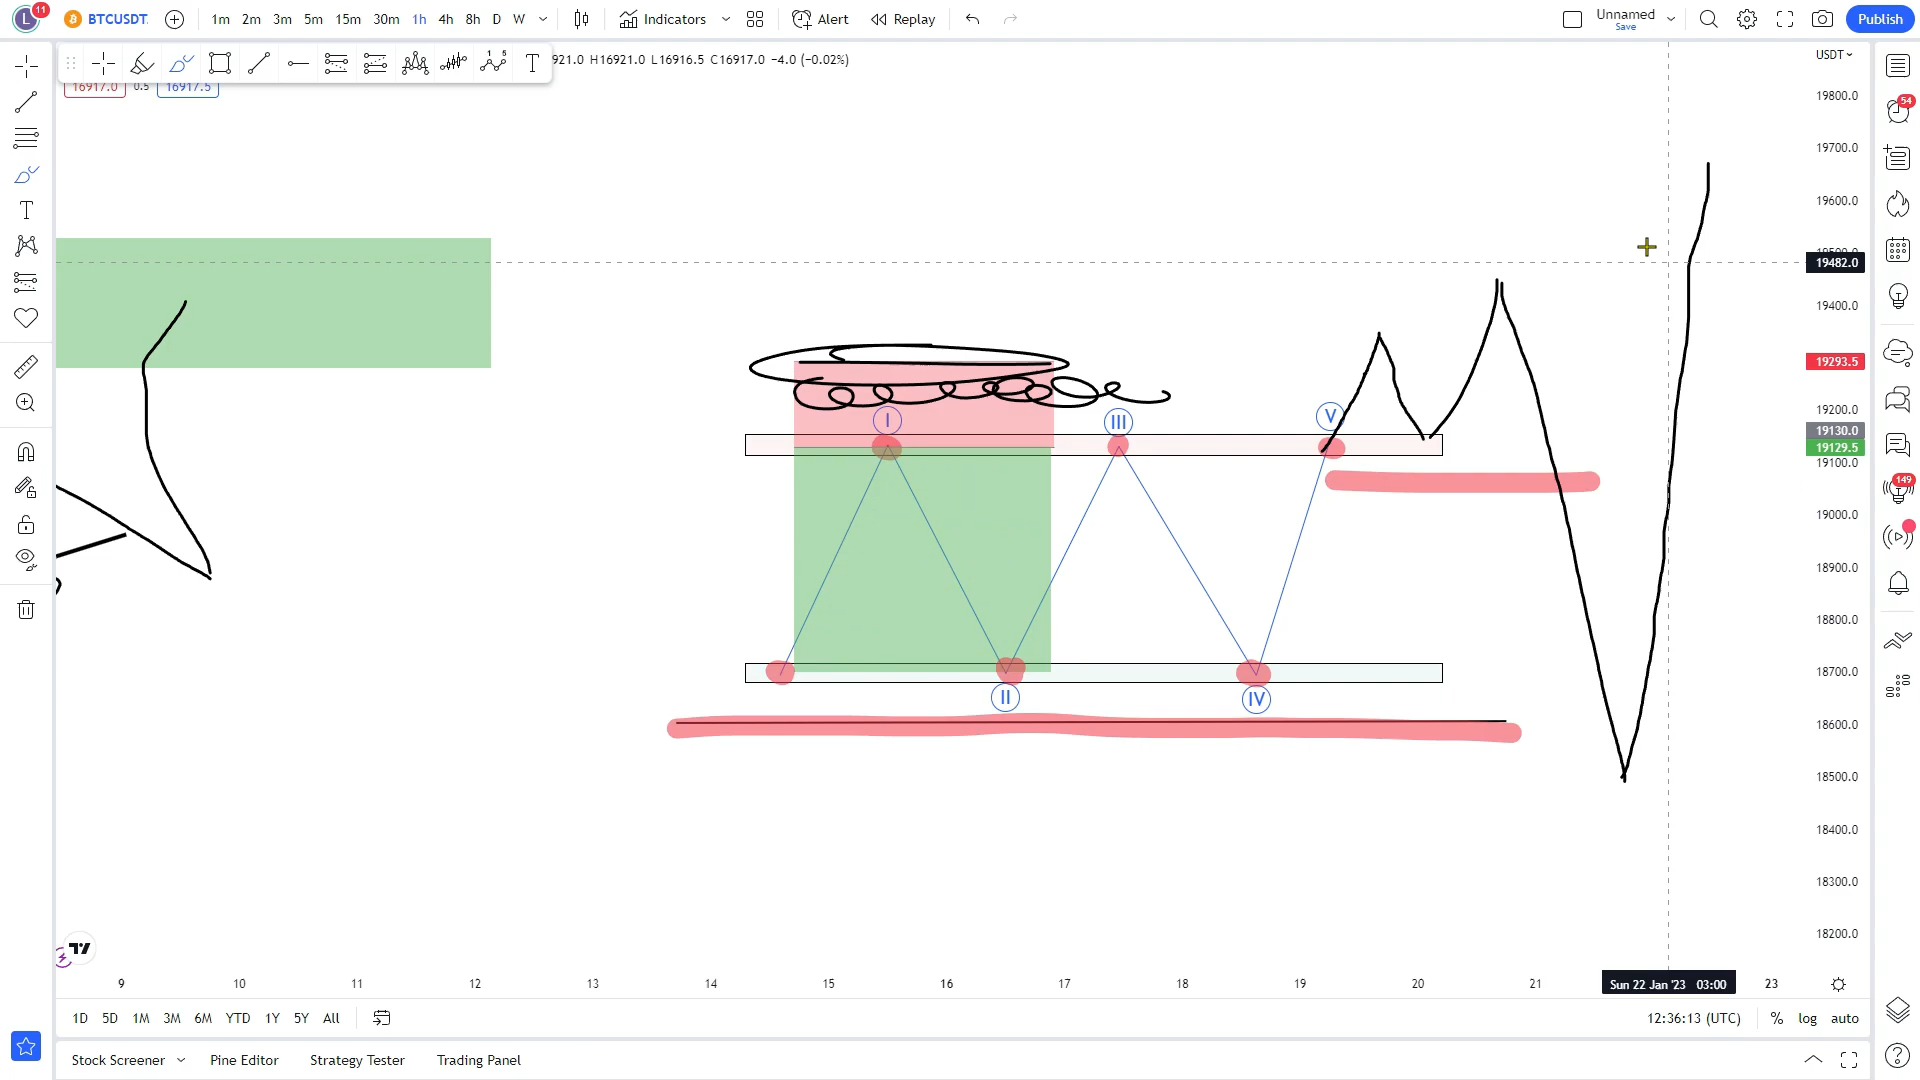 L 11 BTCUSDT. 1m 2m 3m 5m 15m 30m 1h 4h 8h D W Indicators Alert Replay Unnamed Save Publish
921.0 H16921.0 L16916.5 C16917.0 −4.0 (−0.02%)
USDT
16917.0 0.5 16917.5
19800.0
54
19700.0
19600.0
19482.0
19400.0
19293.5
19200.0
19130.0
19129.5
19100.0
I III V
149
19000.0
18900.0
18800.0
18700.0
II IV
18600.0
18500.0
18400.0
18300.0
18200.0
9 10 11 12 13 14 15 16 17 18 19 20 21 Sun 22 Jan '23 03:00 23
1D 5D 1M 3M 6M YTD 1Y 5Y All 12:36:13 (UTC) % log auto
Stock Screener Pine Editor Strategy Tester Trading Panel